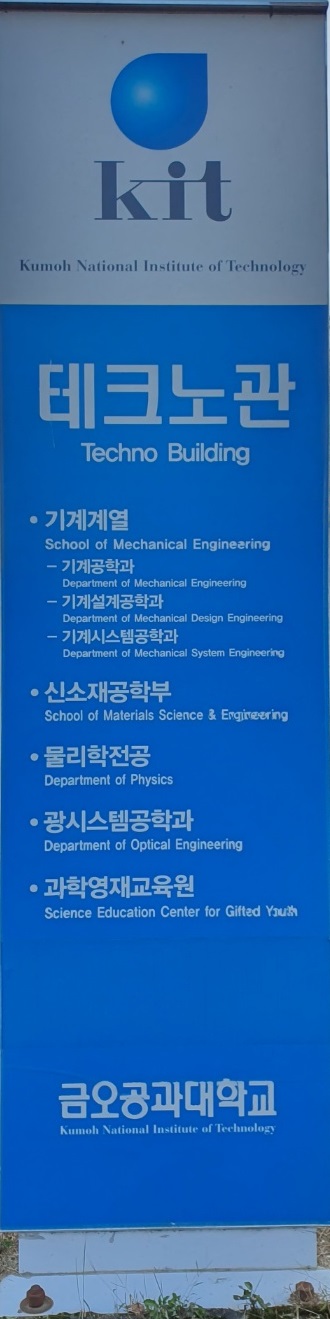 kit
Kumoh National Institute of Technology
테크노관
Techno Building
• 기계계열
School of Mechanical Engineering
– 기계공학과
Department of Mechanical Engineering
– 기계설계공학과
Department of Mechanical Design Engineering
– 기계시스템공학과
Department of Mechanical System Engineering
• 신소재공학부
School of Materials Science & Engineering
• 물리학전공
Department of Physics
• 광시스템공학과
Department of Optical Engineering
• 과학영재교육원
Science Education Center for Gifted Youth
금오공과대학교
Kumoh National Institute of Technology